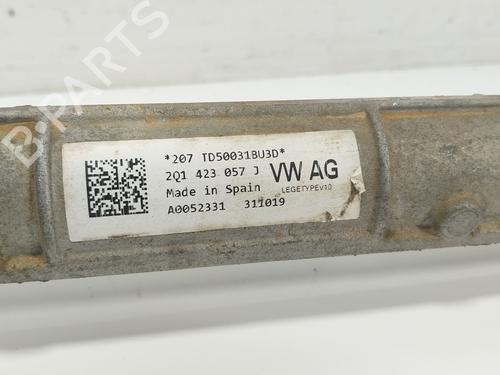 *207 TD50031BU3D*
2Q1 423 057 J
VW AG
Made in Spain
LEGETYPEV10
A0052331 311019
B-Parts